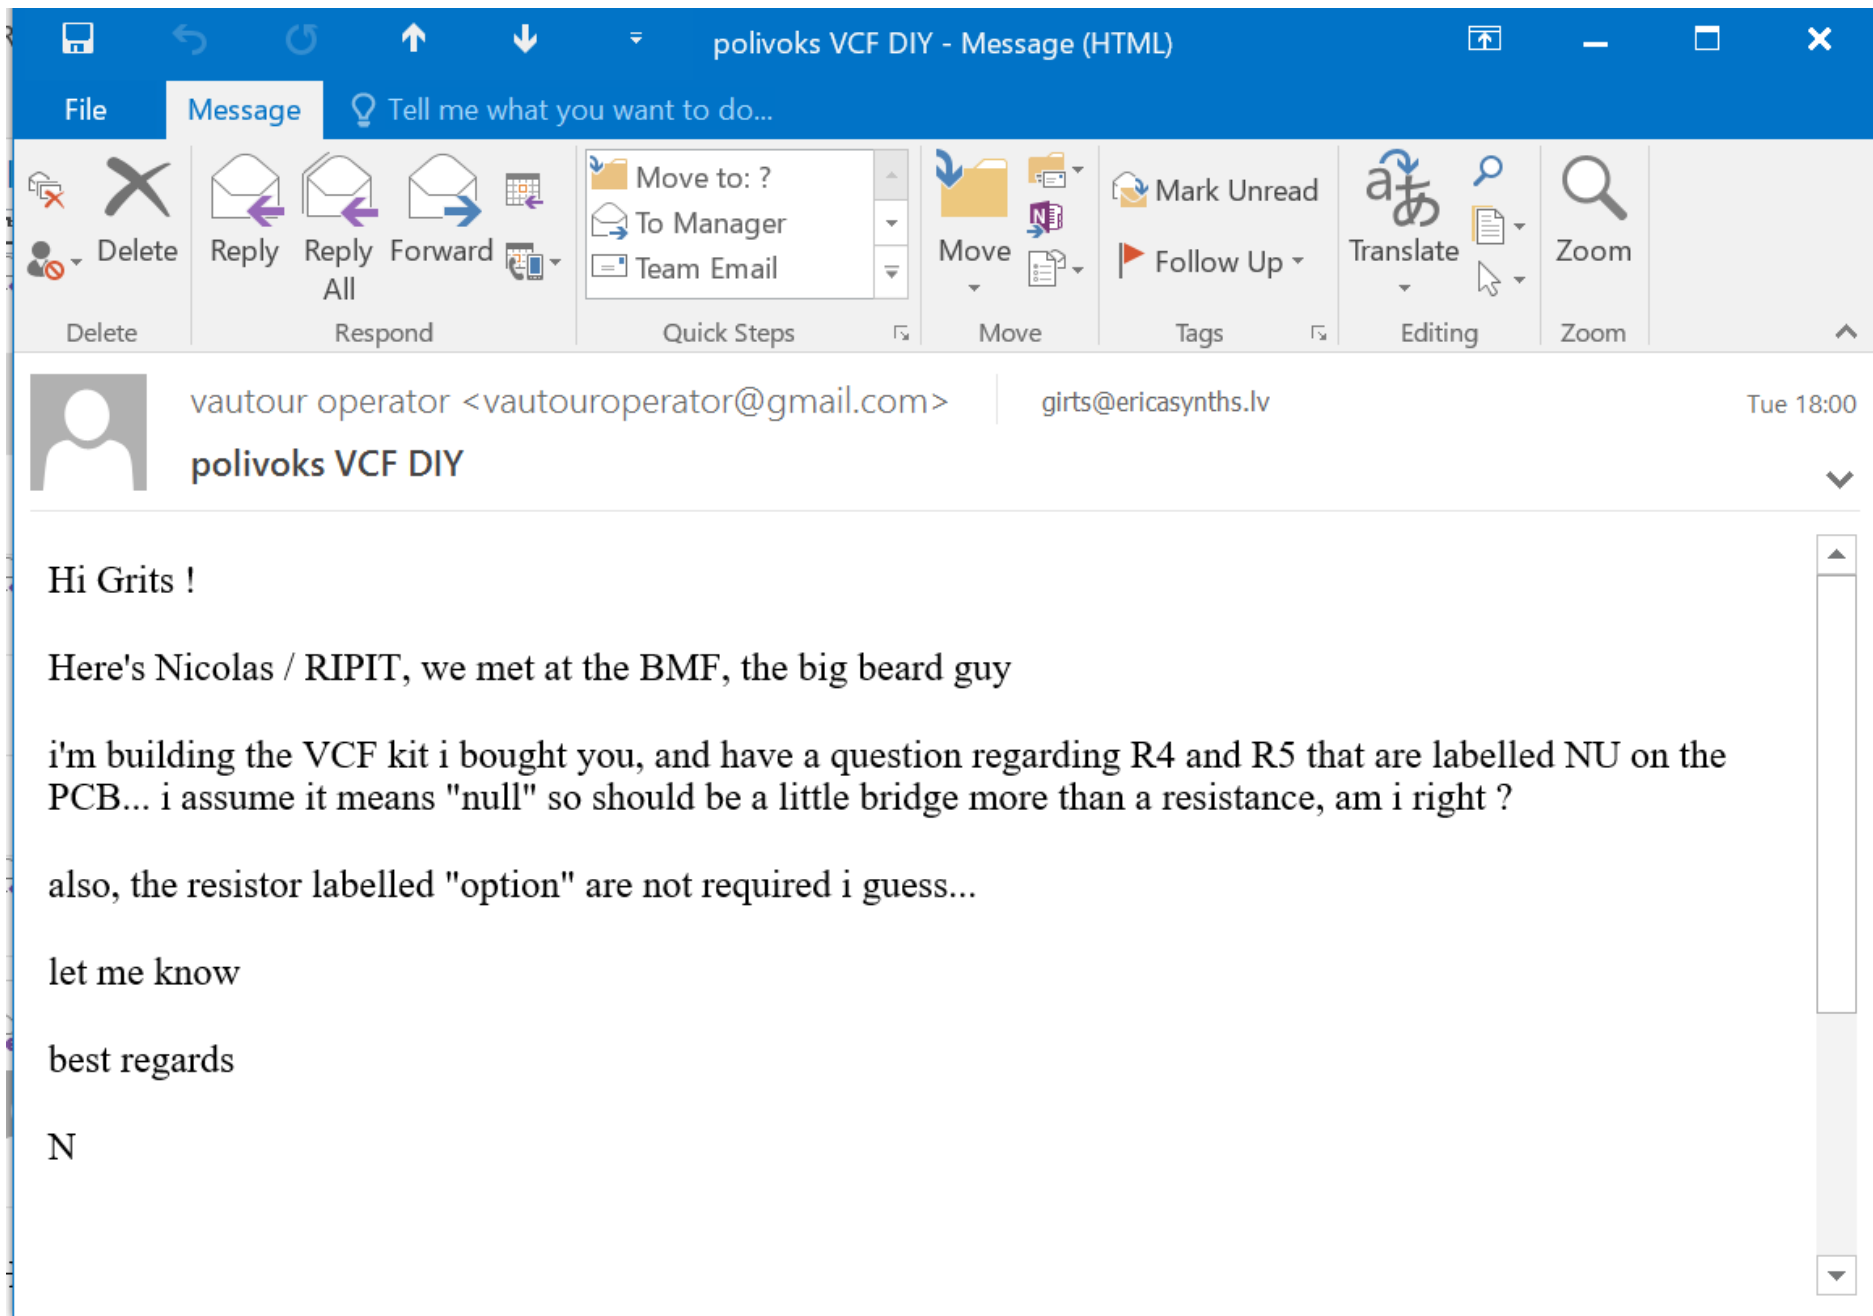 polivoks VCF DIY - Message (HTML)
File
Message
Tell me what you want to do...
Delete
Reply
Reply All
Forward
Move to: ?
To Manager
Team Email
Move
Mark Unread
Follow Up
Translate
Zoom
Delete
Respond
Quick Steps
Move
Tags
Editing
Zoom
vautour operator <vautouroperator@gmail.com>
girts@ericasynths.lv
Tue 18:00
polivoks VCF DIY
Hi Grits !
Here's Nicolas / RIPIT, we met at the BMF, the big beard guy
i'm building the VCF kit i bought you, and have a question regarding R4 and R5 that are labelled NU on the
PCB... i assume it means "null" so should be a little bridge more than a resistance, am i right ?
also, the resistor labelled "option" are not required i guess...
let me know
best regards
N